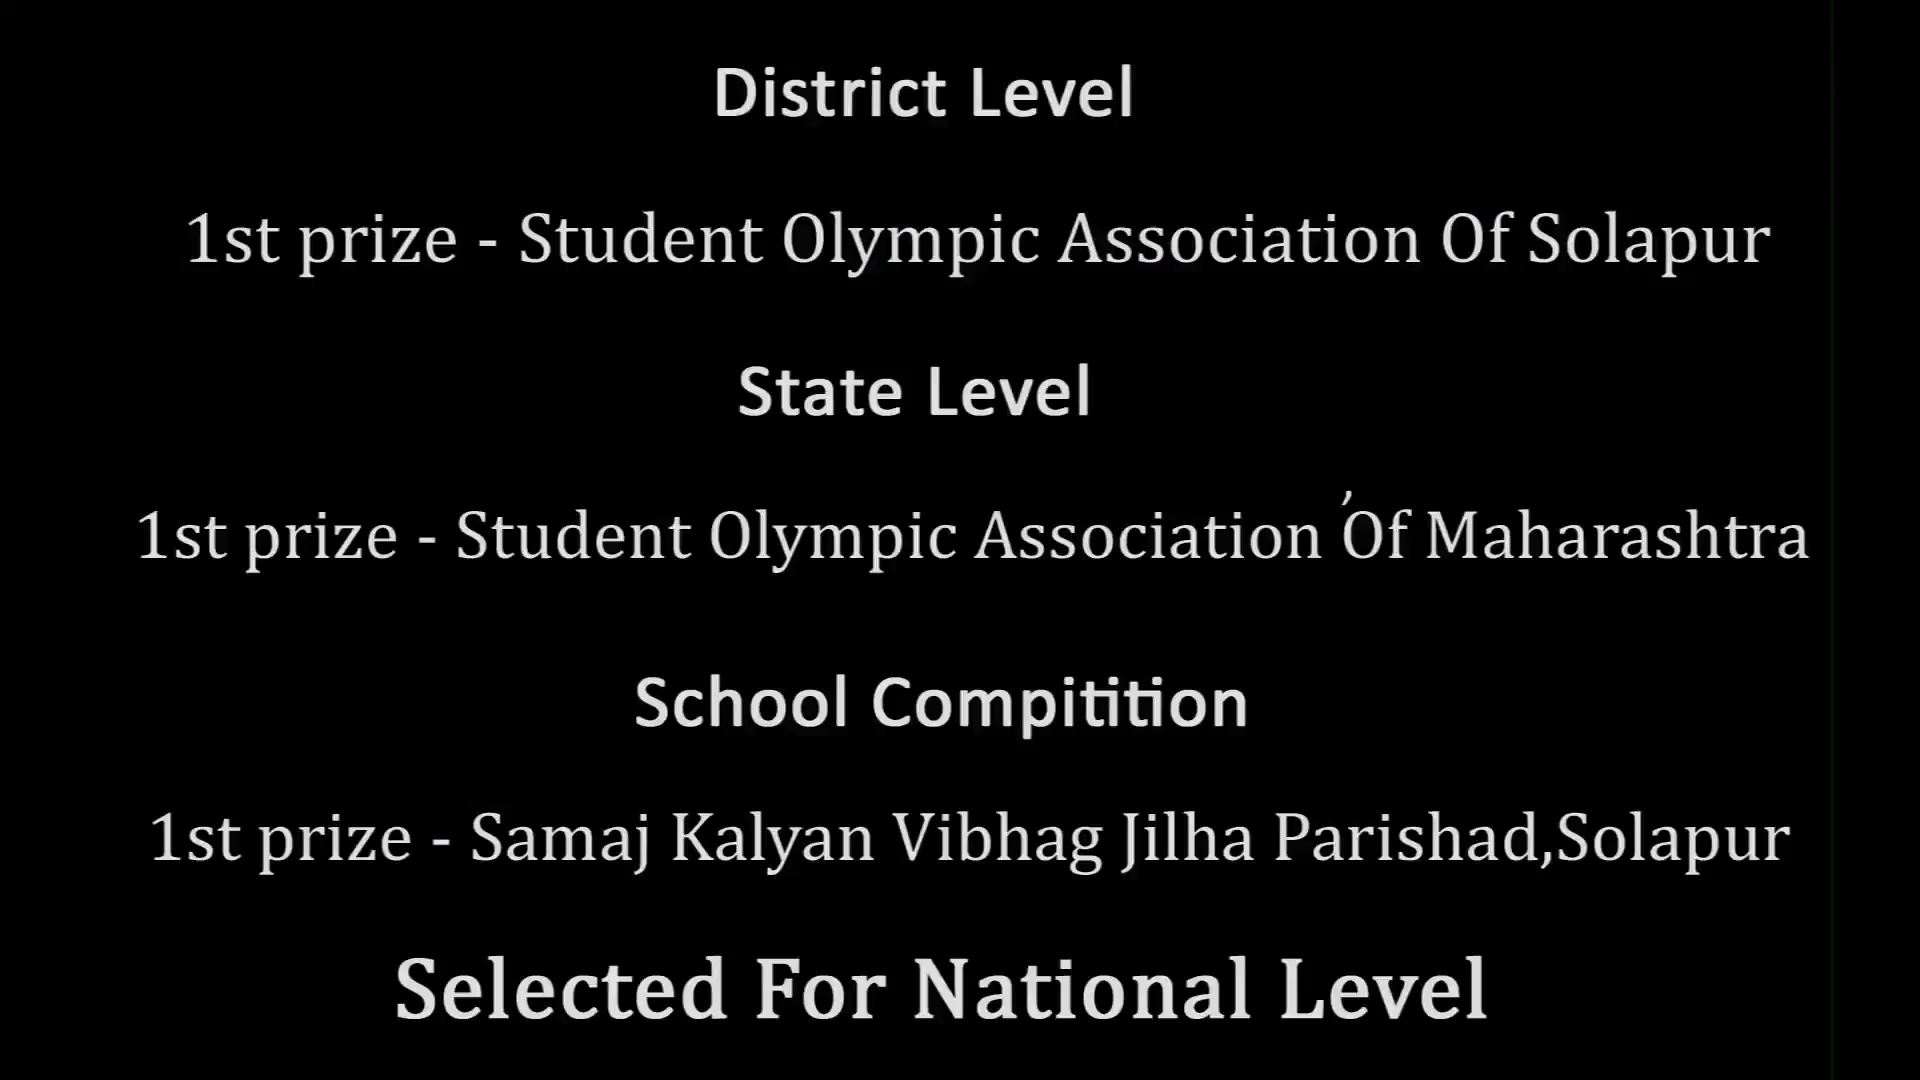 District Level
1st prize - Student Olympic Association Of Solapur
State Level
1st prize - Student Olympic Association ’Of Maharashtra
School Compitition
1st prize - Samaj Kalyan Vibhag Jilha Parishad,Solapur
Selected For National Level